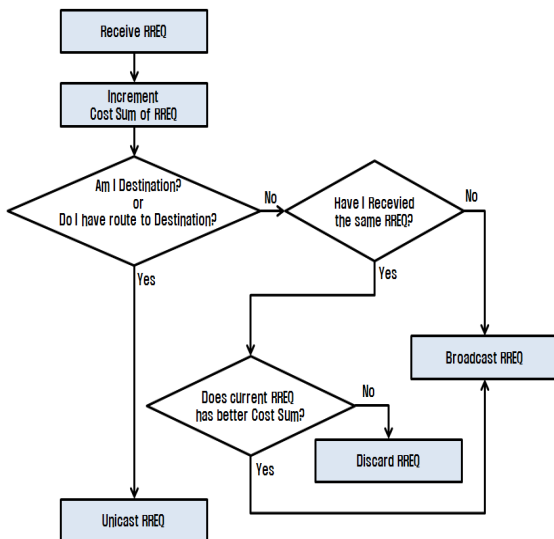 Receive RREQ
Increment
Cost Sum of RREQ
Am I Destination?
or
Do I have route to Destination?
No
Have I Recevied
the same RREQ?
No
Yes
Yes
Broadcast RREQ
Does current RREQ
has better Cost Sum?
No
Yes
Discard RREQ
Unicast RREQ